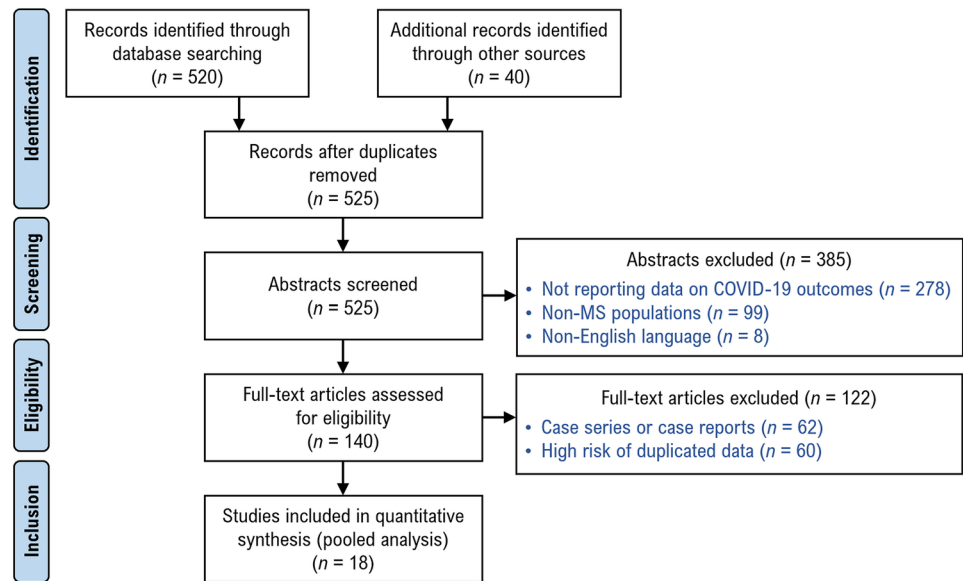 Identification
Records identified through
database searching
(n = 520)
Additional records identified
through other sources
(n = 40)
Records after duplicates
removed
(n = 525)
Screening
Abstracts screened
(n = 525)
Abstracts excluded (n = 385)
• Not reporting data on COVID-19 outcomes (n = 278)
• Non-MS populations (n = 99)
• Non-English language (n = 8)
Eligibility
Full-text articles assessed
for eligibility
(n = 140)
Full-text articles excluded (n = 122)
• Case series or case reports (n = 62)
• High risk of duplicated data (n = 60)
Inclusion
Studies included in quantitative
synthesis (pooled analysis)
(n = 18)